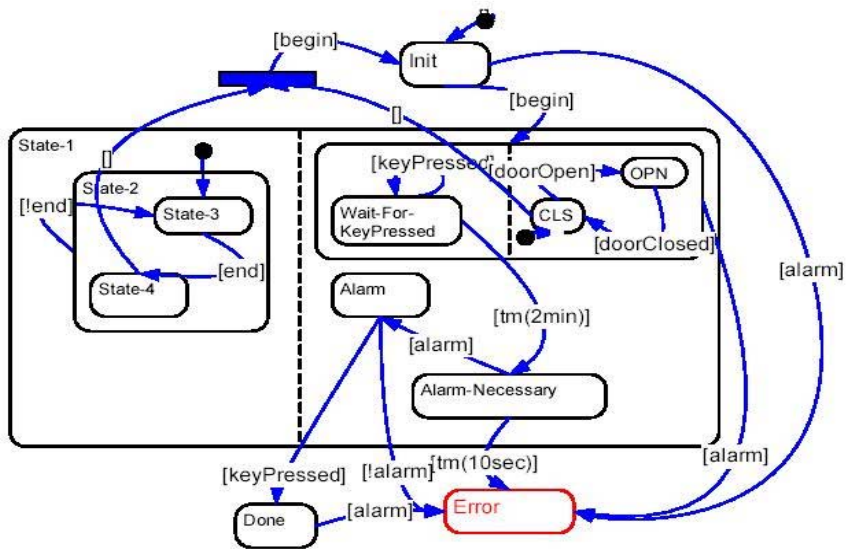 [begin]
Init
[begin]
[]
[]
State-1
[]
[keyPressed]
[doorOpen]
OPN
State-2
[!end]
State-3
Wait-For-
KeyPressed
CLS
[doorClosed]
[end]
State-4
Alarm
[alarm]
[tm(2min)]
[alarm]
Alarm-Necessary
[keyPressed]
[!alarm]
[tm(10sec)]
[alarm]
Done
[alarm]
Error